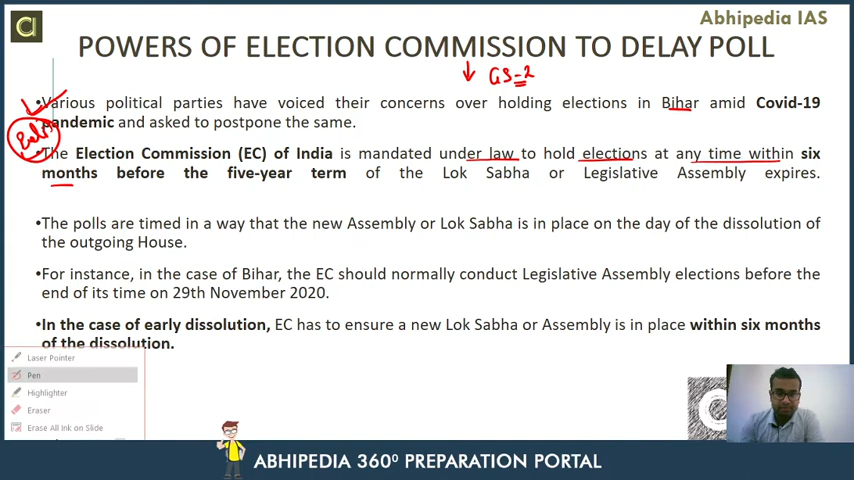 Abhipedia IAS
POWERS OF ELECTION COMMISSION TO DELAY POLL
GS-2
•Various political parties have voiced their concerns over holding elections in Bihar amid Covid-19
pandemic and asked to postpone the same.
•The Election Commission (EC) of India is mandated under law to hold elections at any time within six
months before the five-year term of the Lok Sabha or Legislative Assembly expires.
•The polls are timed in a way that the new Assembly or Lok Sabha is in place on the day of the dissolution of
the outgoing House.
•For instance, in the case of Bihar, the EC should normally conduct Legislative Assembly elections before the
end of its time on 29th November 2020.
•In the case of early dissolution, EC has to ensure a new Lok Sabha or Assembly is in place within six months
of the dissolution.
Laser Pointer
Pen
Highlighter
Eraser
Erase All Ink on Slide
ABHIPEDIA 360⁰ PREPARATION PORTAL